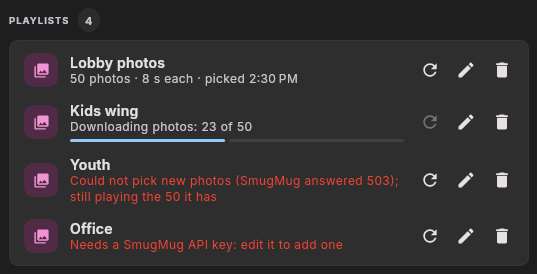 PLAYLISTS 4
Lobby photos
50 photos · 8 s each · picked 2:30 PM
Kids wing
Downloading photos: 23 of 50
Youth
Could not pick new photos (SmugMug answered 503);
still playing the 50 it has
Office
Needs a SmugMug API key: edit it to add one